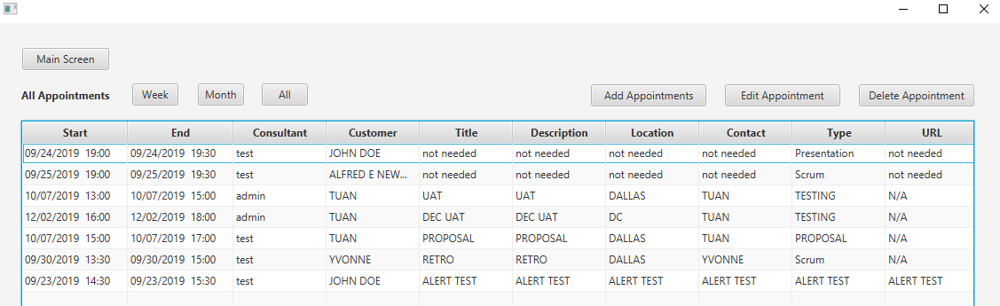 Main Screen
All Appointments Week Month All Add Appointments Edit Appointment Delete Appointment
Start End Consultant Customer Title Description Location Contact Type URL
09/24/2019 19:00 09/24/2019 19:30 test JOHN DOE not needed not needed not needed not needed Presentation not needed
09/25/2019 19:00 09/25/2019 19:30 test ALFRED E NEW... not needed not needed not needed not needed Scrum not needed
10/07/2019 13:00 10/07/2019 15:00 admin TUAN UAT UAT DALLAS TUAN TESTING N/A
12/02/2019 16:00 12/02/2019 18:00 admin TUAN DEC UAT DEC UAT DC TUAN TESTING N/A
10/07/2019 15:00 10/07/2019 17:00 test TUAN PROPOSAL PROPOSAL DALLAS TUAN PROPOSAL N/A
09/30/2019 13:30 09/30/2019 15:00 test YVONNE RETRO RETRO DALLAS YVONNE Scrum N/A
09/23/2019 14:30 09/23/2019 15:30 test JOHN DOE ALERT TEST ALERT TEST ALERT TEST ALERT TEST ALERT TEST ALERT TEST